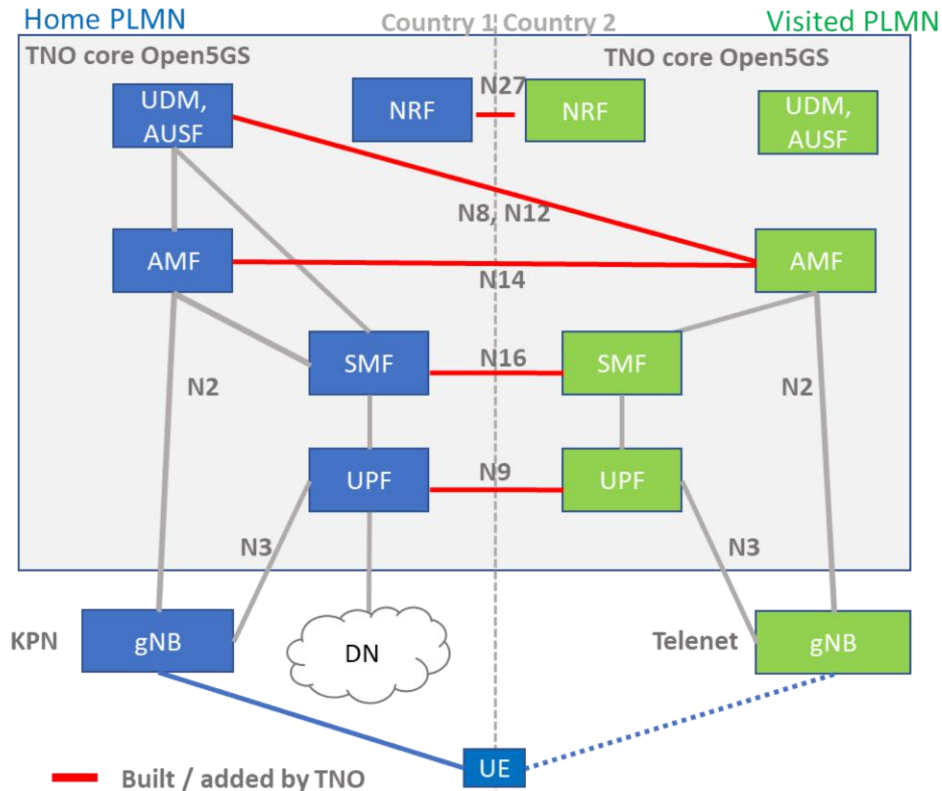 Home PLMN
Country 1 Country 2
Visited PLMN
TNO core Open5GS
TNO core Open5GS
N27
UDM,
AUSF
NRF
NRF
UDM,
AUSF
N8, N12
AMF
AMF
N14
SMF
N16
SMF
N2
N2
UPF
N9
UPF
N3
N3
KPN
gNB
DN
Telenet
gNB
UE
Built / added by TNO